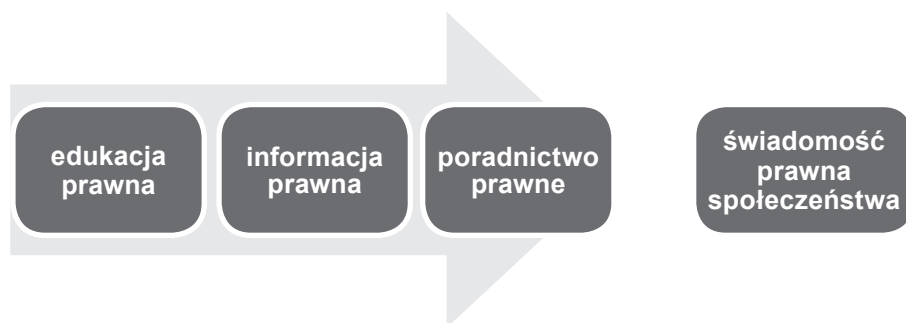 edukacja
prawna
informacja
prawna
poradnictwo
prawne
świadomość
prawna
społeczeństwa